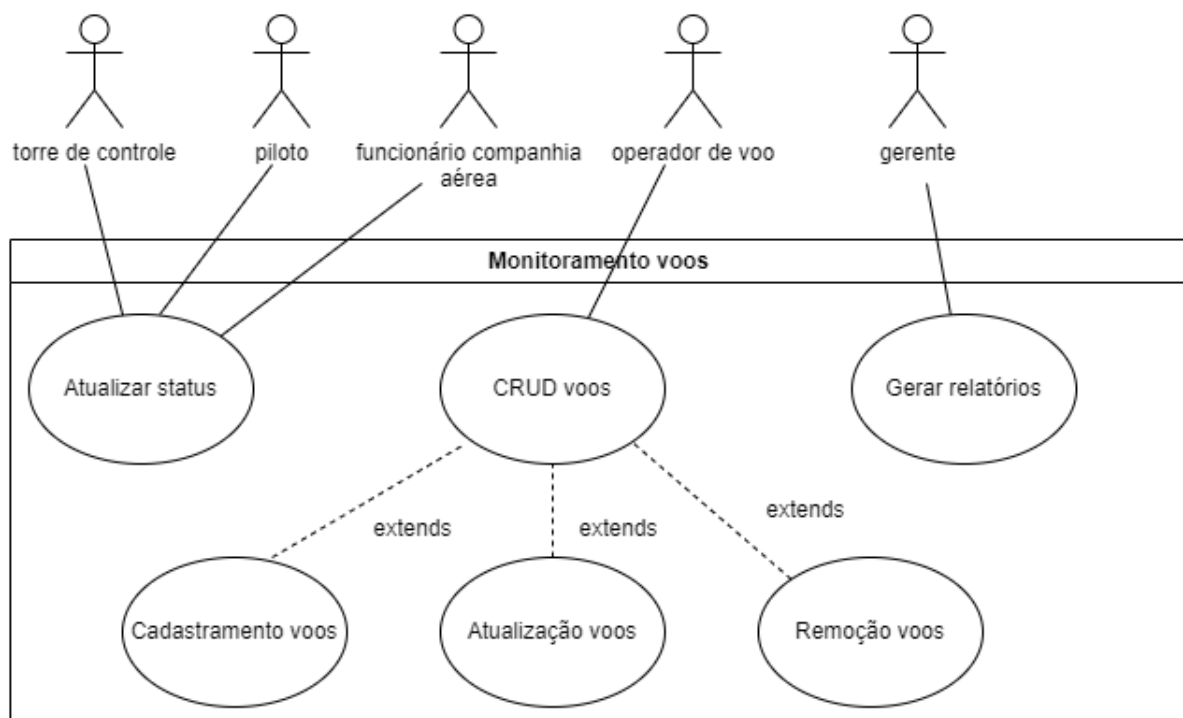 torre de controle
piloto
funcionário companhia
aérea
operador de voo
gerente
Monitoramento voos
Atualizar status
CRUD voos
Gerar relatórios
extends
extends
extends
Cadastramento voos
Atualização voos
Remoção voos